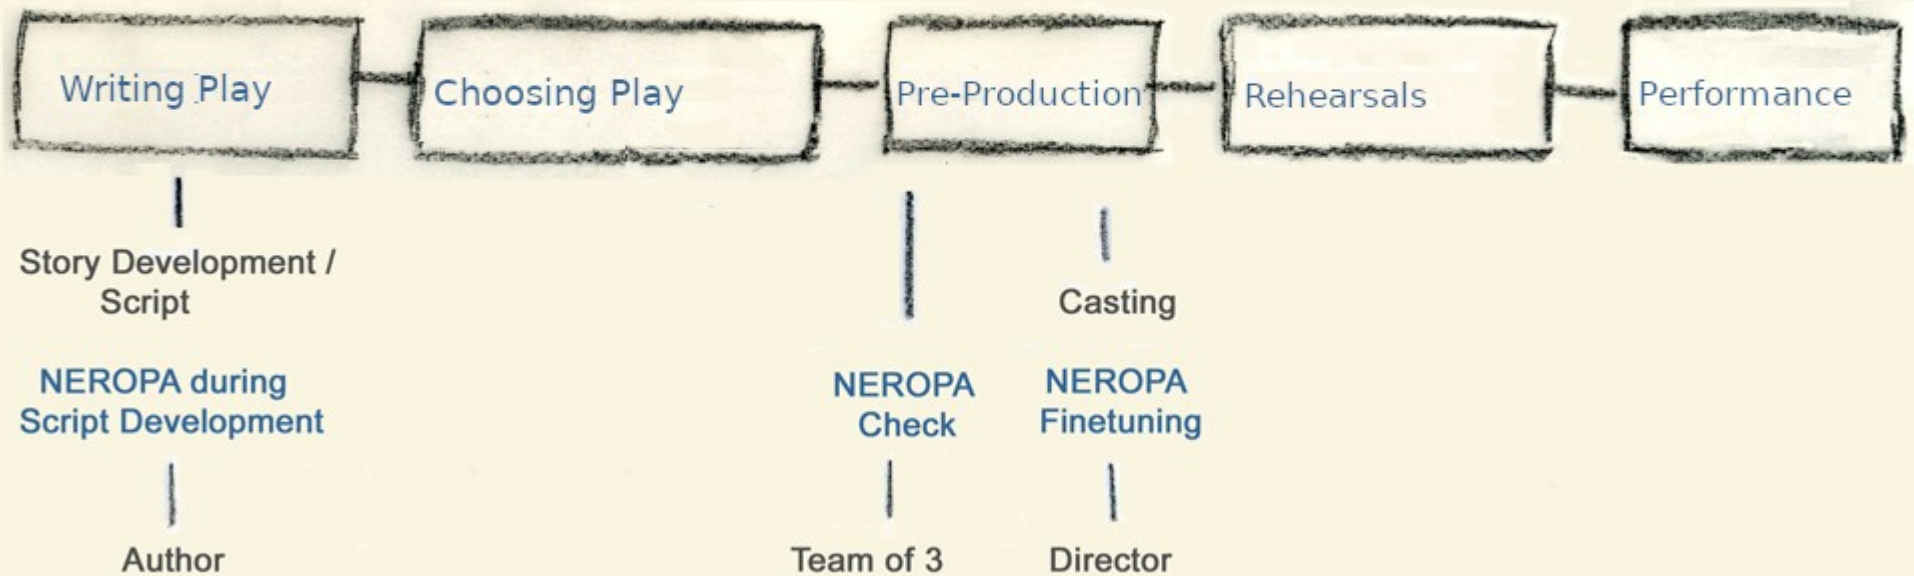 Writing Play
Choosing Play
Pre-Production
Rehearsals
Performance
Story Development /
Script
Casting
NEROPA during
Script Development
NEROPA
Check
NEROPA
Finetuning
Author
Team of 3
Director